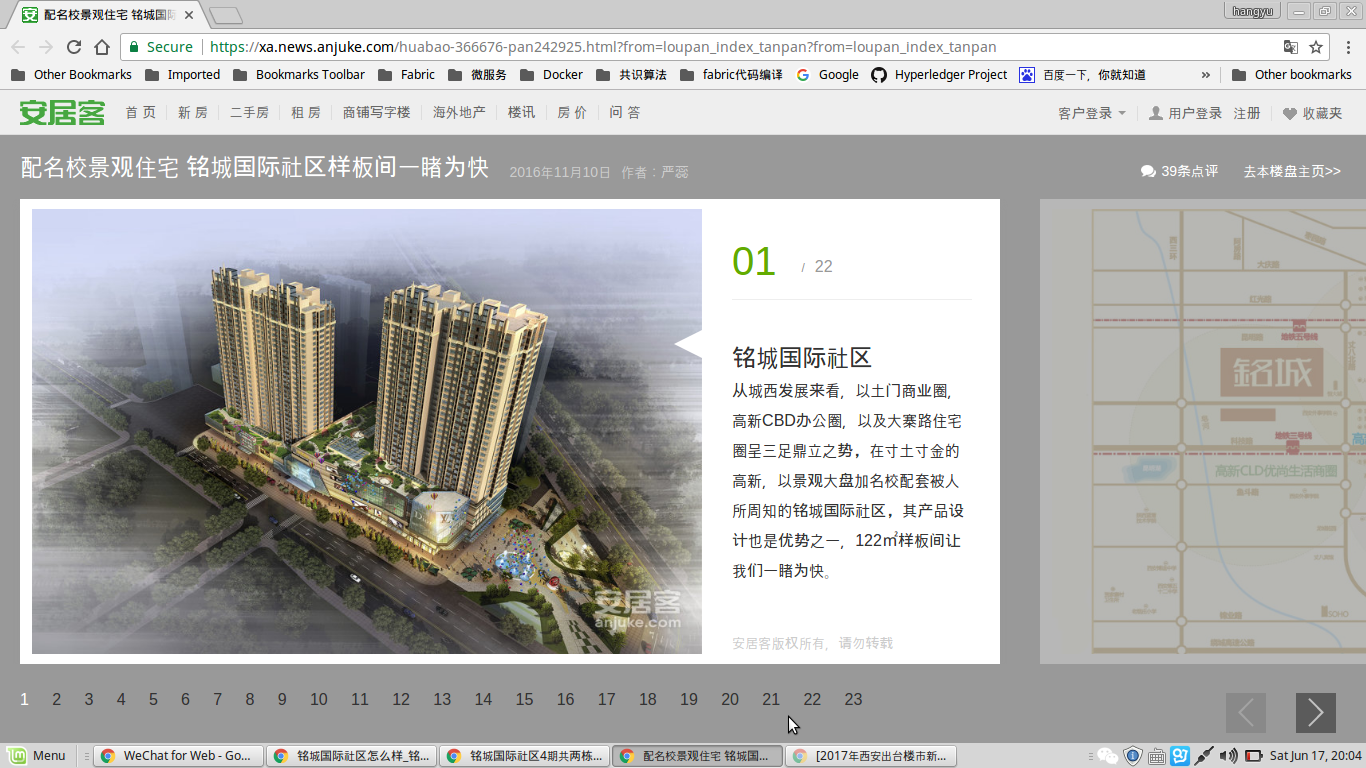 配名校景观住宅 铭城国际
hangyu
Secure
https://xa.news.anjuke.com/huabao-366676-pan242925.html?from=loupan_index_tanpan?from=loupan_index_tanpan
Other Bookmarks Imported Bookmarks Toolbar Fabric 微服务 Docker 共识算法 fabric代码编译 Google Hyperledger Project 百度一下，你就知道 » Other bookmarks
安居客 首 页 新 房 二手房 租 房 商铺写字楼 海外地产 楼讯 房 价 问 答 客户登录 用户登录 注册 收藏夹
配名校景观住宅 铭城国际社区样板间一睹为快 2016年11月10日 作者：严蕊 39条点评 去本楼盘主页>>
01 / 22
铭城国际社区
从城西发展来看，以土门商业圈，
高新CBD办公圈，以及大寨路住宅
圈呈三足鼎立之势，在寸土寸金的
高新，以景观大盘加名校配套被人
所周知的铭城国际社区，其产品设
计也是优势之一，122㎡样板间让
我们一睹为快。
安居客版权所有，请勿转载
安居客
anjuke.com
地铁五号线
銘城
地铁三号线
高新CLD优尚生活商圈
SOHO
1 2 3 4 5 6 7 8 9 10 11 12 13 14 15 16 17 18 19 20 21 22 23
Menu WeChat for Web - Go... 铭城国际社区怎么样_铭... 铭城国际社区4期共两栋... 配名校景观住宅 铭城国... [2017年西安出台楼市新... Sat Jun 17, 20:04